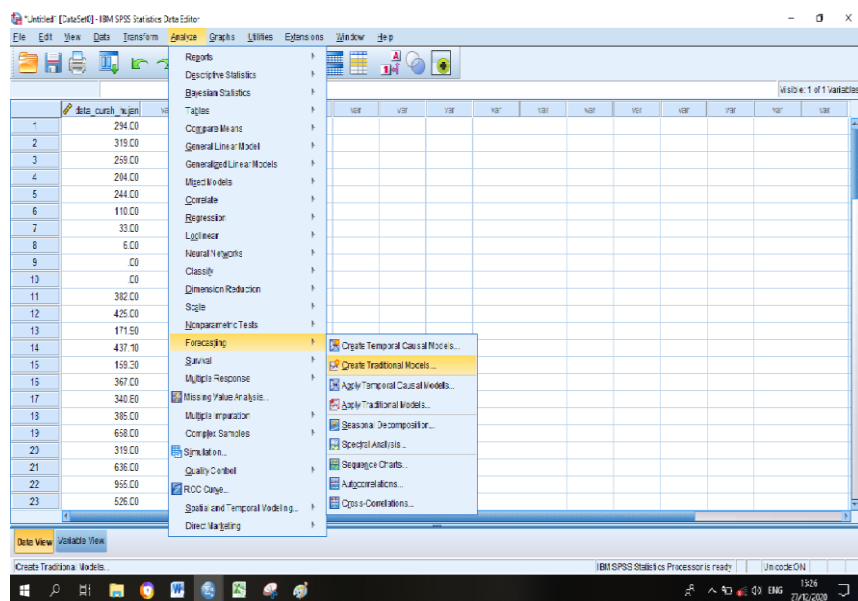 *Untitled1 [DataSet0] - IBM SPSS Statistics Data Editor
File Edit View Data Transform Analyze Graphs Utilities Extensions Window Help
Visible: 1 of 1 Variables
data_curah_hujan var var var var var var var var var var var
1 294.00
2 319.00
3 259.00
4 204.00
5 244.00
6 110.00
7 33.00
8 6.00
9 .00
10 .00
11 382.00
12 425.00
13 171.90
14 437.10
15 159.30
16 367.00
17 340.80
18 385.00
19 658.00
20 319.00
21 636.00
22 955.00
23 526.00
Reports
Descriptive Statistics
Bayesian Statistics
Tables
Compare Means
General Linear Model
Generalized Linear Models
Mixed Models
Correlate
Regression
Loglinear
Neural Networks
Classify
Dimension Reduction
Scale
Nonparametric Tests
Forecasting
Survival
Multiple Response
Missing Value Analysis...
Multiple Imputation
Complex Samples
Simulation...
Quality Control
ROC Curve...
Spatial and Temporal Modeling...
Direct Marketing
Create Temporal Causal Models...
Create Traditional Models...
Apply Temporal Causal Models...
Apply Traditional Models...
Seasonal Decomposition...
Spectral Analysis...
Sequence Charts...
Autocorrelations...
Cross-Correlations...
Data View Variable View
Create Traditional Models...
IBM SPSS Statistics Processor is ready
Unicode:ON
ENG
13:26
27/12/2020